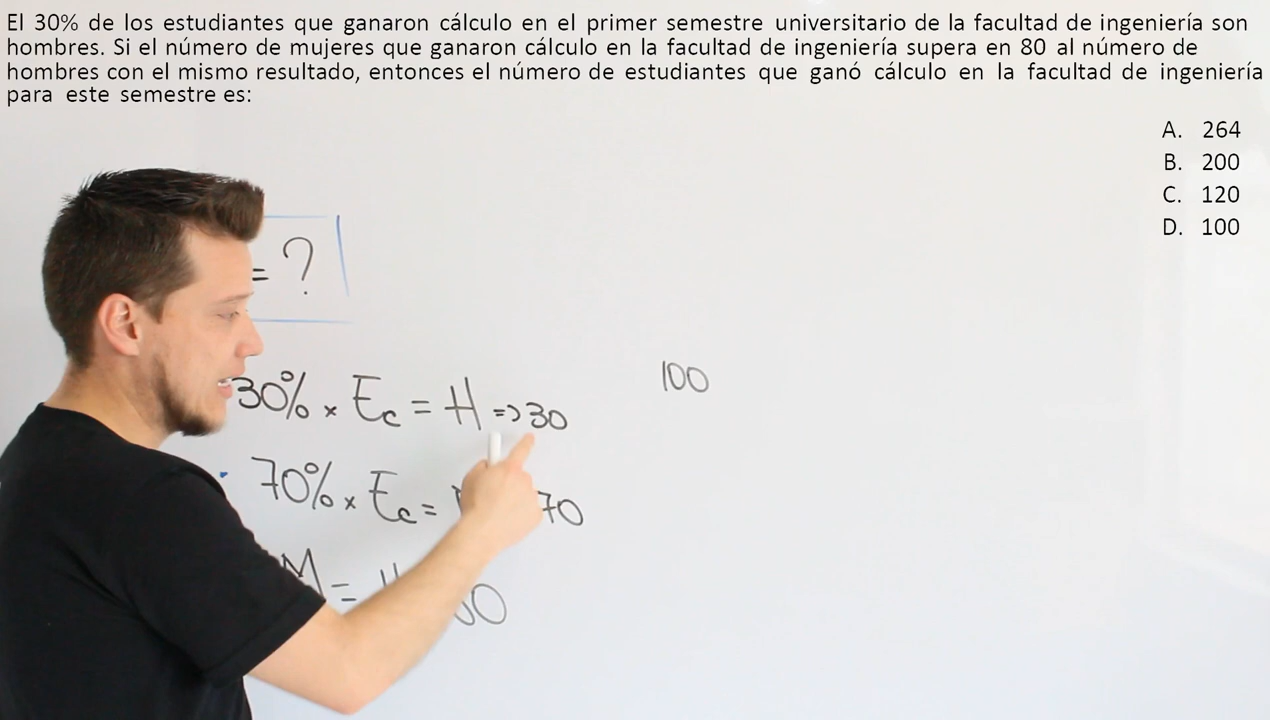 El 30% de los estudiantes que ganaron cálculo en el primer semestre universitario de la facultad de ingeniería son
hombres. Si el número de mujeres que ganaron cálculo en la facultad de ingeniería supera en 80 al número de
hombres con el mismo resultado, entonces el número de estudiantes que ganó cálculo en la facultad de ingeniería
para este semestre es:
A. 264
B. 200
C. 120
D. 100
= ?
100
30% × Ec = H => 30
70% × Ec = 70
M = H